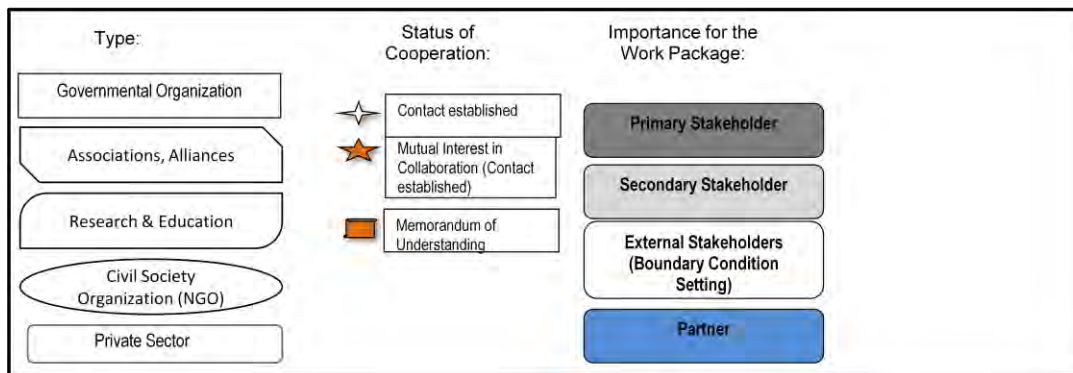 Type:
Governmental Organization
Associations, Alliances
Research & Education
Civil Society
Organization (NGO)
Private Sector
Status of
Cooperation:
Contact established
Mutual Interest in
Collaboration (Contact
established)
Memorandum of
Understanding
Importance for the
Work Package:
Primary Stakeholder
Secondary Stakeholder
External Stakeholders
(Boundary Condition
Setting)
Partner